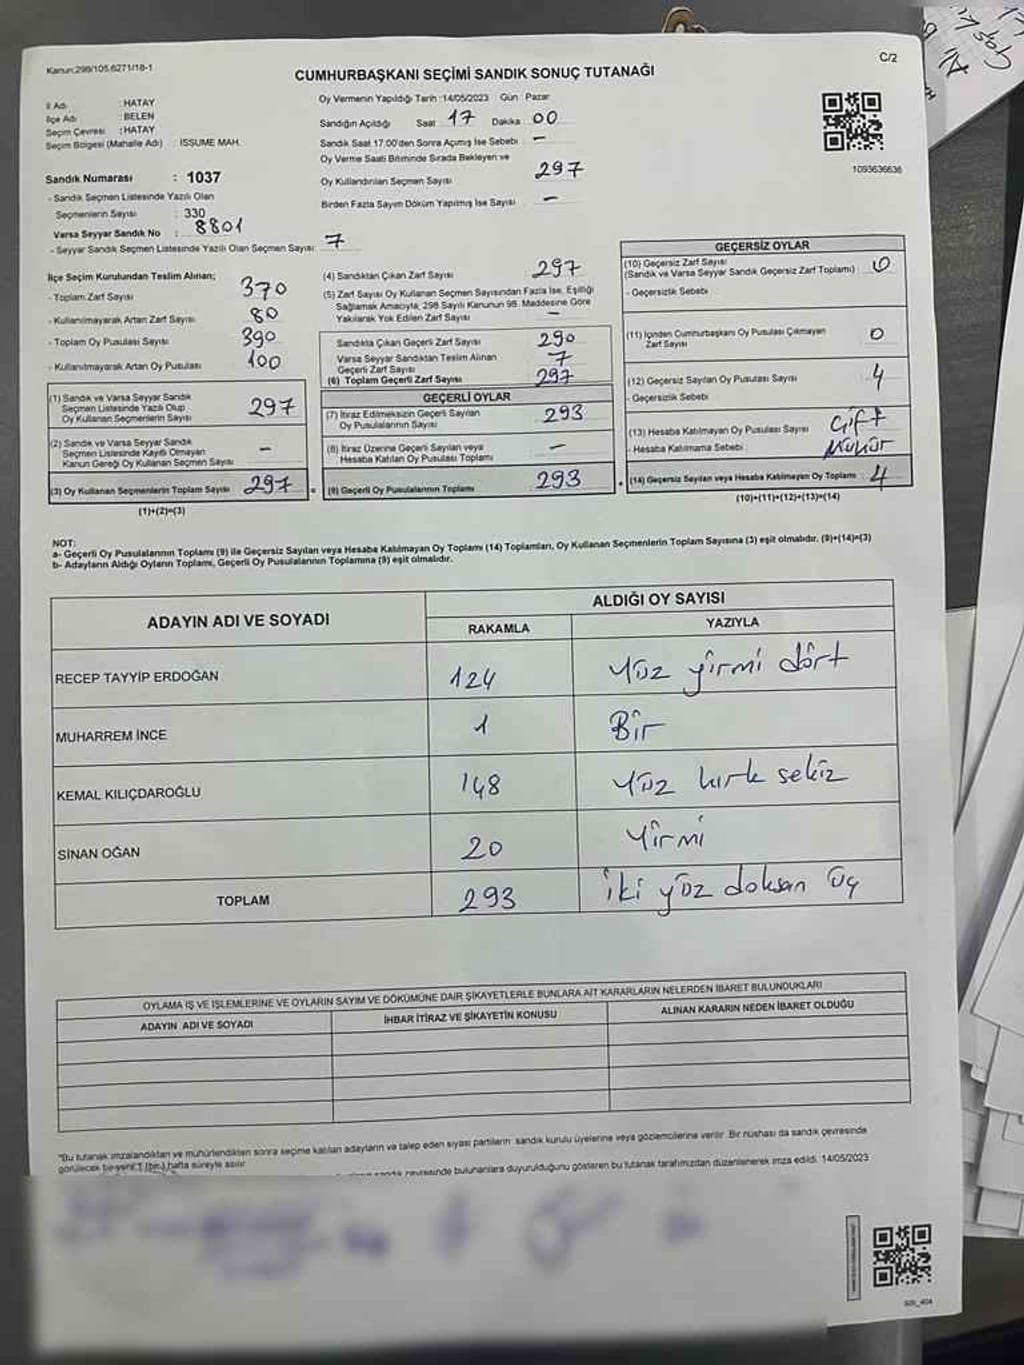 Kanun:298/105,6271/18-1
C/2
CUMHURBAŞKANI SEÇİMİ SANDIK SONUÇ TUTANAĞI
İl Adı : HATAY
İlçe Adı : BELEN
Seçim Çevresi : HATAY
Seçim Bölgesi (Mahalle Adı) : ISSUME MAH.
Sandık Numarası : 1037
- Sandık Seçmen Listesinde Yazılı Olan
Seçmenlerin Sayısı : 330
Varsa Seyyar Sandık No : 8801
- Seyyar Sandık Seçmen Listesinde Yazılı Olan Seçmen Sayısı: 7
Oy Vermenin Yapıldığı Tarih :14/05/2023 Gün : Pazar
Sandığın Açıldığı Saat 17 Dakika 00
Sandık Saat 17.00'den Sonra Açımış İse Sebebi —
Oy Verme Saati Bitiminde Sırada Bekleyen ve
Oy Kullandırılan Seçmen Sayısı 297
Birden Fazla Sayım Döküm Yapılmış İse Sayısı —
1093636636
İlçe Seçim Kurulundan Teslim Alınan;
- Toplam Zarf Sayısı 370
- Kullanılmayarak Artan Zarf Sayısı 80
- Toplam Oy Pusulası Sayısı 390
- Kullanılmayarak Artan Oy Pusulası 100
(1) Sandık ve Varsa Seyyar Sandık
Seçmen Listesinde Yazılı Olup
Oy Kullanan Seçmenlerin Sayısı 297
(2) Sandık ve Varsa Seyyar Sandık
Seçmen Listesinde Kayıtlı Olmayan
Kanun Gereği Oy Kullanan Seçmen Sayısı —
(3) Oy Kullanan Seçmenlerin Toplam Sayısı 297
(1)+(2)=(3)
(4) Sandıktan Çıkan Zarf Sayısı 297
(5) Zarf Sayısı Oy Kullanan Seçmen Sayısından Fazla İse, Eşitliği
Sağlamak Amacıyla, 298 Sayılı Kanunun 98. Maddesine Göre
Yakılarak Yok Edilen Zarf Sayısı —
Sandıkta Çıkan Geçerli Zarf Sayısı 290
Varsa Seyyar Sandıktan Teslim Alınan
Geçerli Zarf Sayısı 7
(6) Toplam Geçerli Zarf Sayısı 297
GEÇERLİ OYLAR
(7) İtiraz Edilmeksizin Geçerli Sayılan
Oy Pusulalarının Sayısı 293
(8) İtiraz Üzerine Geçerli Sayılan veya
Hesaba Katılan Oy Pusulası Toplamı —
= (9) Geçerli Oy Pusulalarının Toplamı 293
GEÇERSİZ OYLAR
(10) Geçersiz Zarf Sayısı
(Sandık ve Varsa Seyyar Sandık Geçersiz Zarf Toplamı) 0
- Geçersizlik Sebebi
(11) İçinden Cumhurbaşkanı Oy Pusulası Çıkmayan
Zarf Sayısı 0
(12) Geçersiz Sayılan Oy Pusulası Sayısı 4
- Geçersizlik Sebebi
(13) Hesaba Katılmayan Oy Pusulası Sayısı Çift
- Hesaba Katılmama Sebebi Mühür
+ (14) Geçersiz Sayılan veya Hesaba Katılmayan Oy Toplamı 4
(10)+(11)+(12)+(13)=(14)
NOT:
a- Geçerli Oy Pusulalarının Toplamı (9) ile Geçersiz Sayılan veya Hesaba Katılmayan Oy Toplamı (14) Toplamları, Oy Kullanan Seçmenlerin Toplam Sayısına (3) eşit olmalıdır. (9)+(14)=(3)
b- Adayların Aldığı Oyların Toplamı, Geçerli Oy Pusulalarının Toplamına (9) eşit olmalıdır.
ADAYIN ADI VE SOYADI
ALDIĞI OY SAYISI
RAKAMLA YAZIYLA
RECEP TAYYİP ERDOĞAN 124 Yüz yirmi dört
MUHARREM İNCE 1 Bir
KEMAL KILIÇDAROĞLU 148 Yüz kırk sekiz
SİNAN OĞAN 20 Yirmi
TOPLAM 293 iki yüz doksan üç
OYLAMA İŞ VE İŞLEMLERİNE VE OYLARIN SAYIM VE DÖKÜMÜNE DAİR ŞİKAYETLERLE BUNLARA AİT KARARLARIN NELERDEN İBARET BULUNDUKLARI
ADAYIN ADI VE SOYADI İHBAR İTİRAZ VE ŞİKAYETİN KONUSU ALINAN KARARIN NEDEN İBARET OLDUĞU
"Bu tutanak imzalandıktan ve mühürlendikten sonra seçime katılan adayların ve talep eden siyasi partilerin sandık kurulu üyelerine veya gözlemcilerine verilir. Bir nüshası da sandık çevresinde
görülecek bir yere 1 (bir) hafta süreyle asılır.
sandık çevresinde bulunanlara duyurulduğunu gösteren bu tutanak tarafımızdan düzenlenerek imza edildi. 14/05/2023